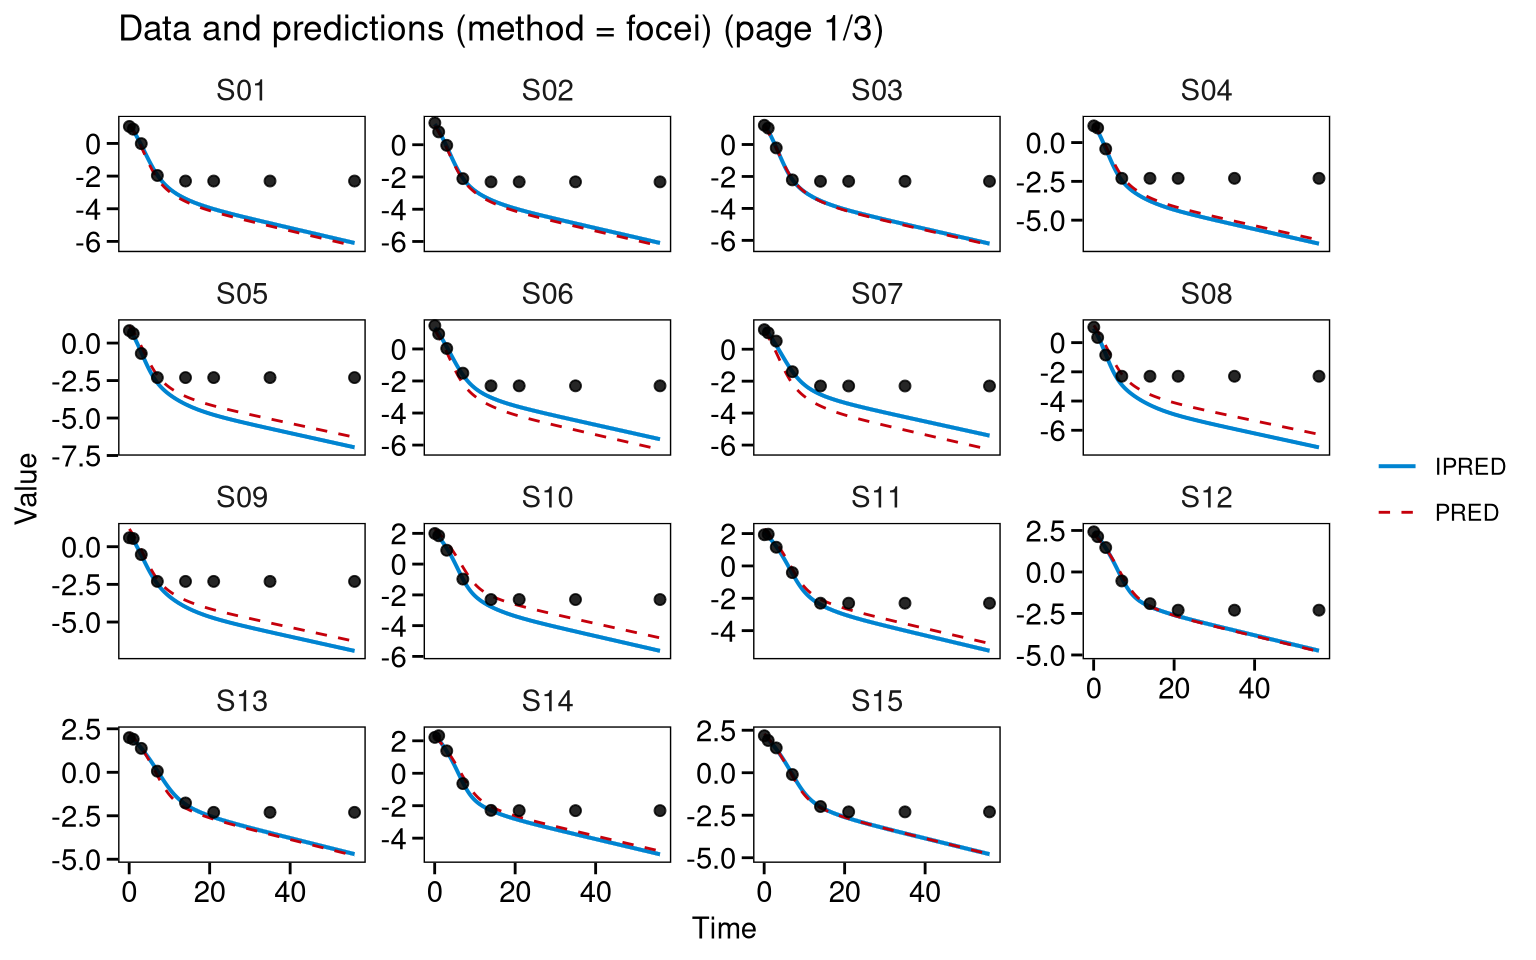 Data and predictions (method = focei) (page 1/3)
S01 S02 S03 S04
0 -2 -4 -6
0 -2 -4 -6
0 -2 -4 -6
0.0 -2.5 -5.0
S05 S06 S07 S08
0.0 -2.5 -5.0 -7.5
0 -2 -4 -6
0 -2 -4 -6
0 -2 -4 -6
S09 S10 S11 S12
0.0 -2.5 -5.0
2 0 -2 -4 -6
2 0 -2 -4
2.5 0.0 -2.5 -5.0
0 20 40
S13 S14 S15
2.5 0.0 -2.5 -5.0
2 0 -2 -4
2.5 0.0 -2.5 -5.0
0 20 40
0 20 40
0 20 40
Value
Time
IPRED
PRED